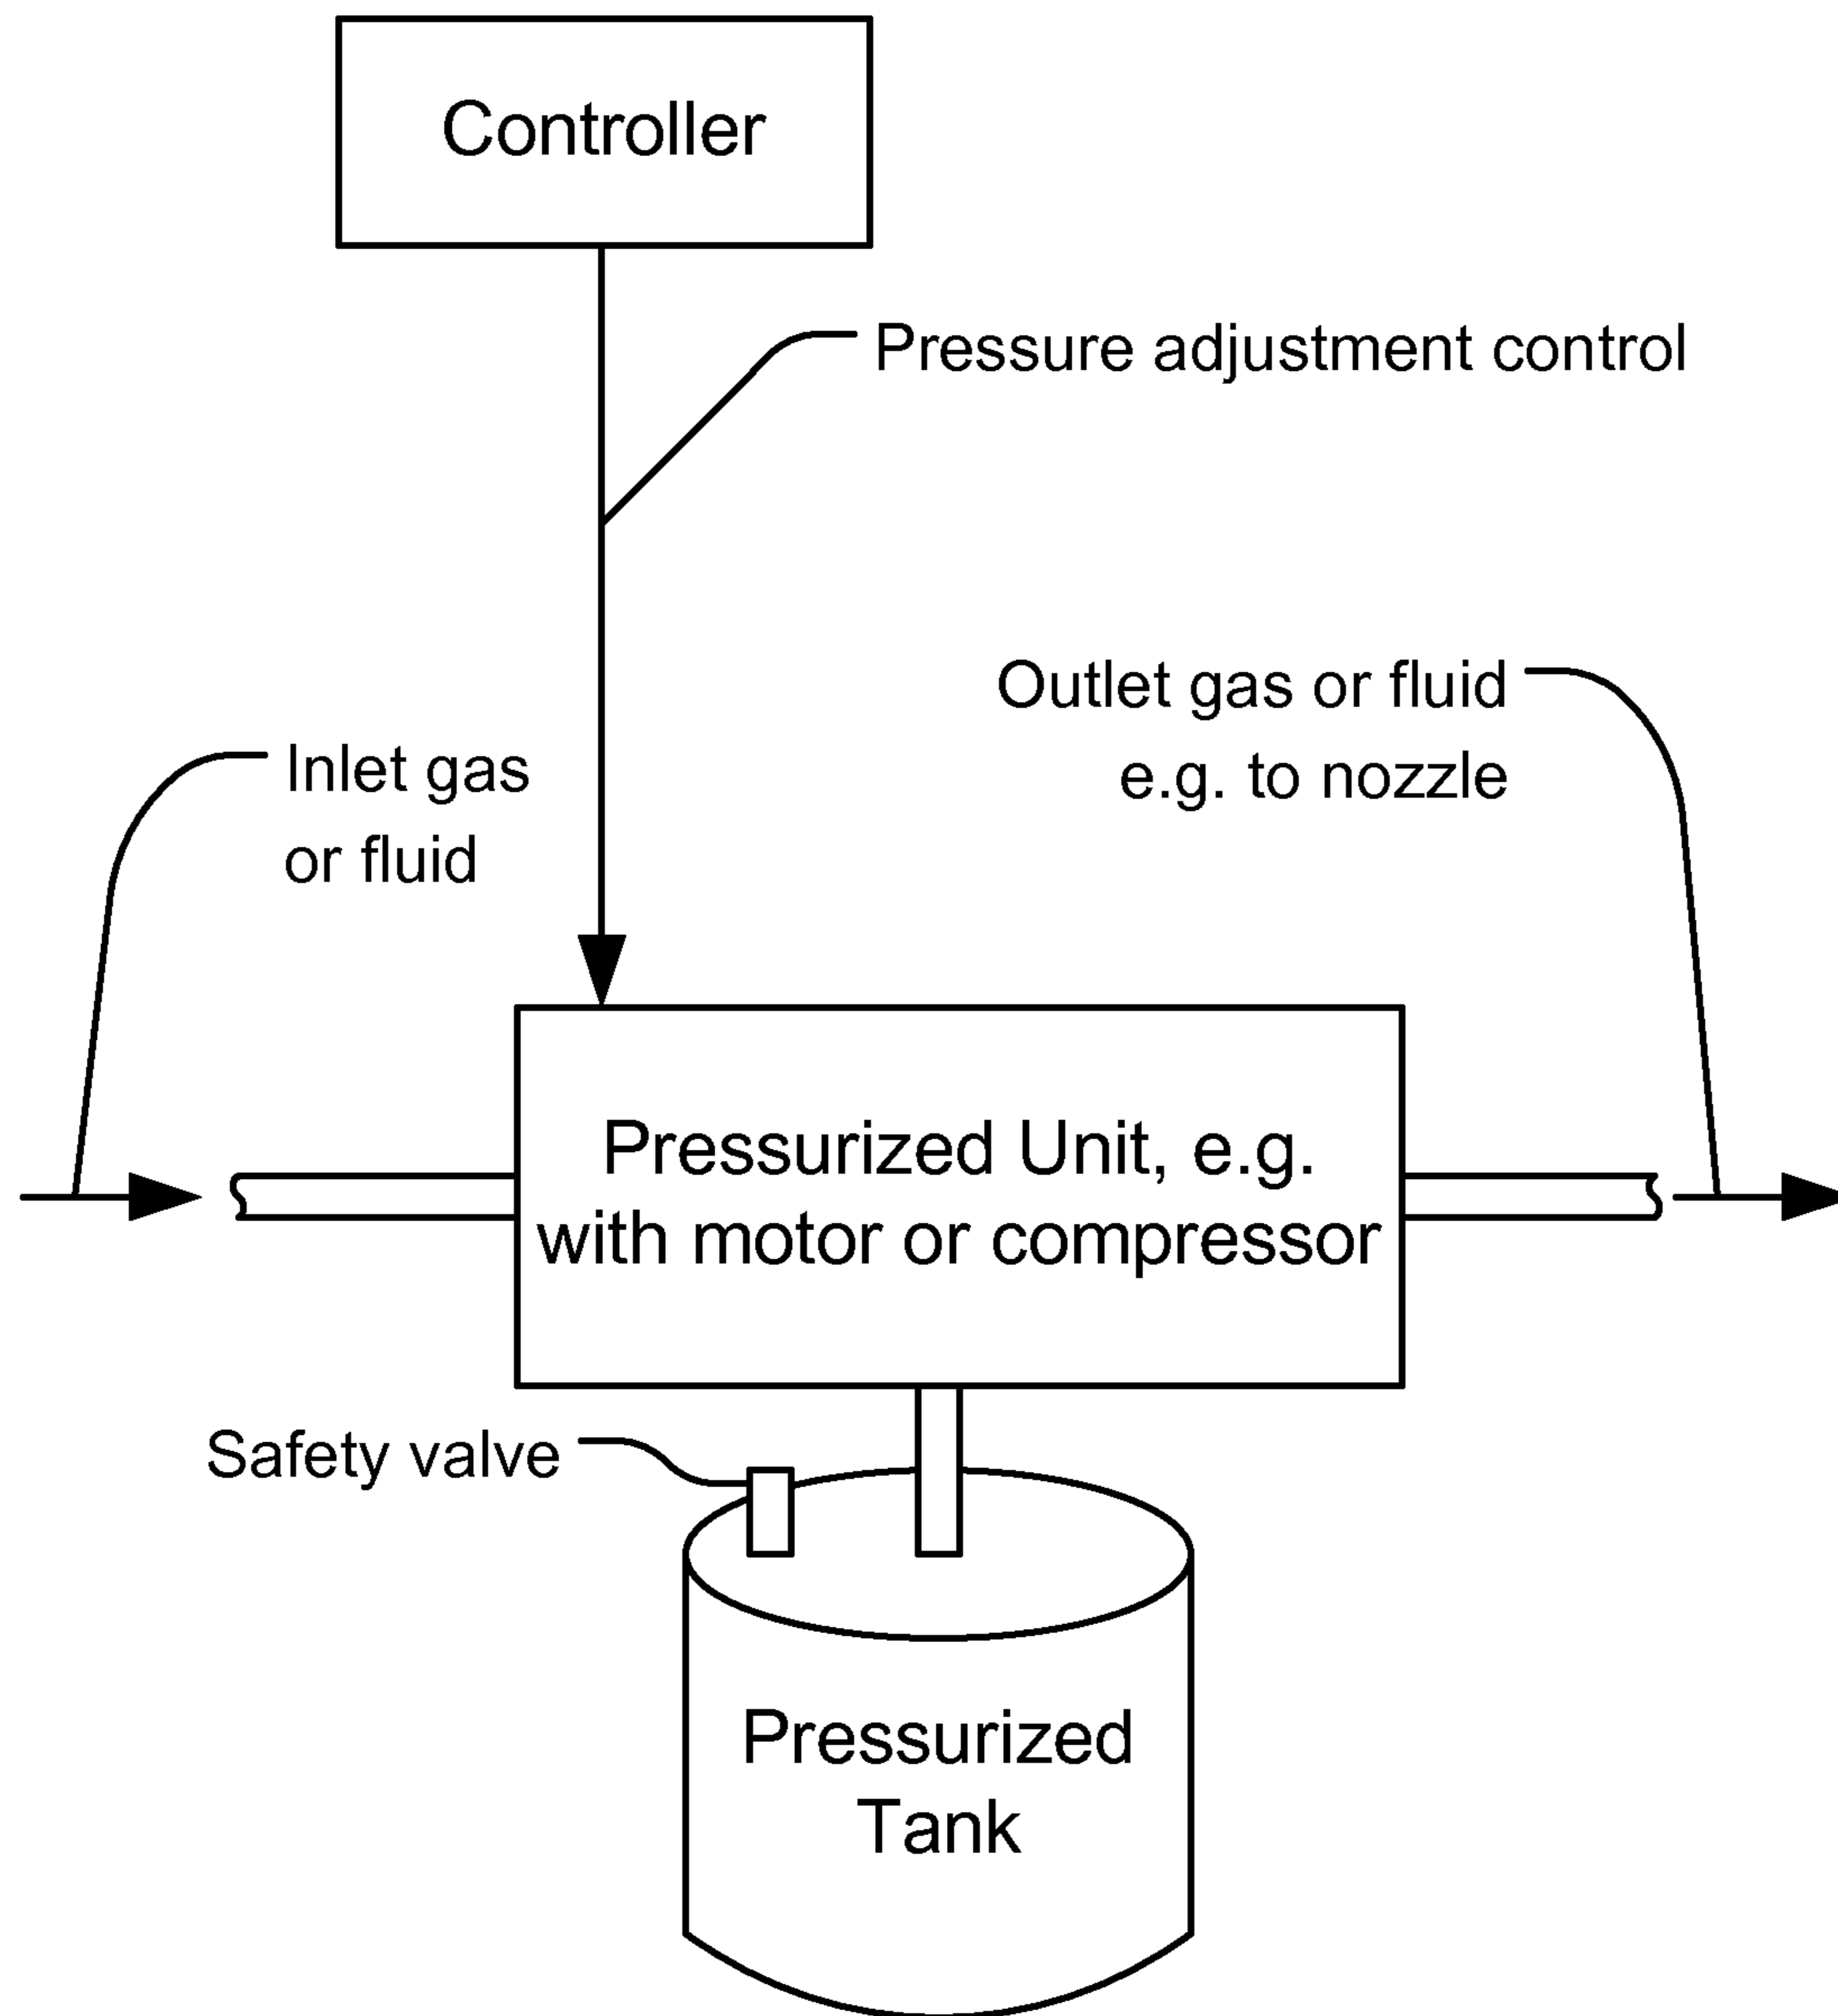 Controller
Pressure adjustment control
Outlet gas or fluid
e.g. to nozzle
Inlet gas
or fluid
Pressurized Unit, e.g.
with motor or compressor
Safety valve
Pressurized
Tank